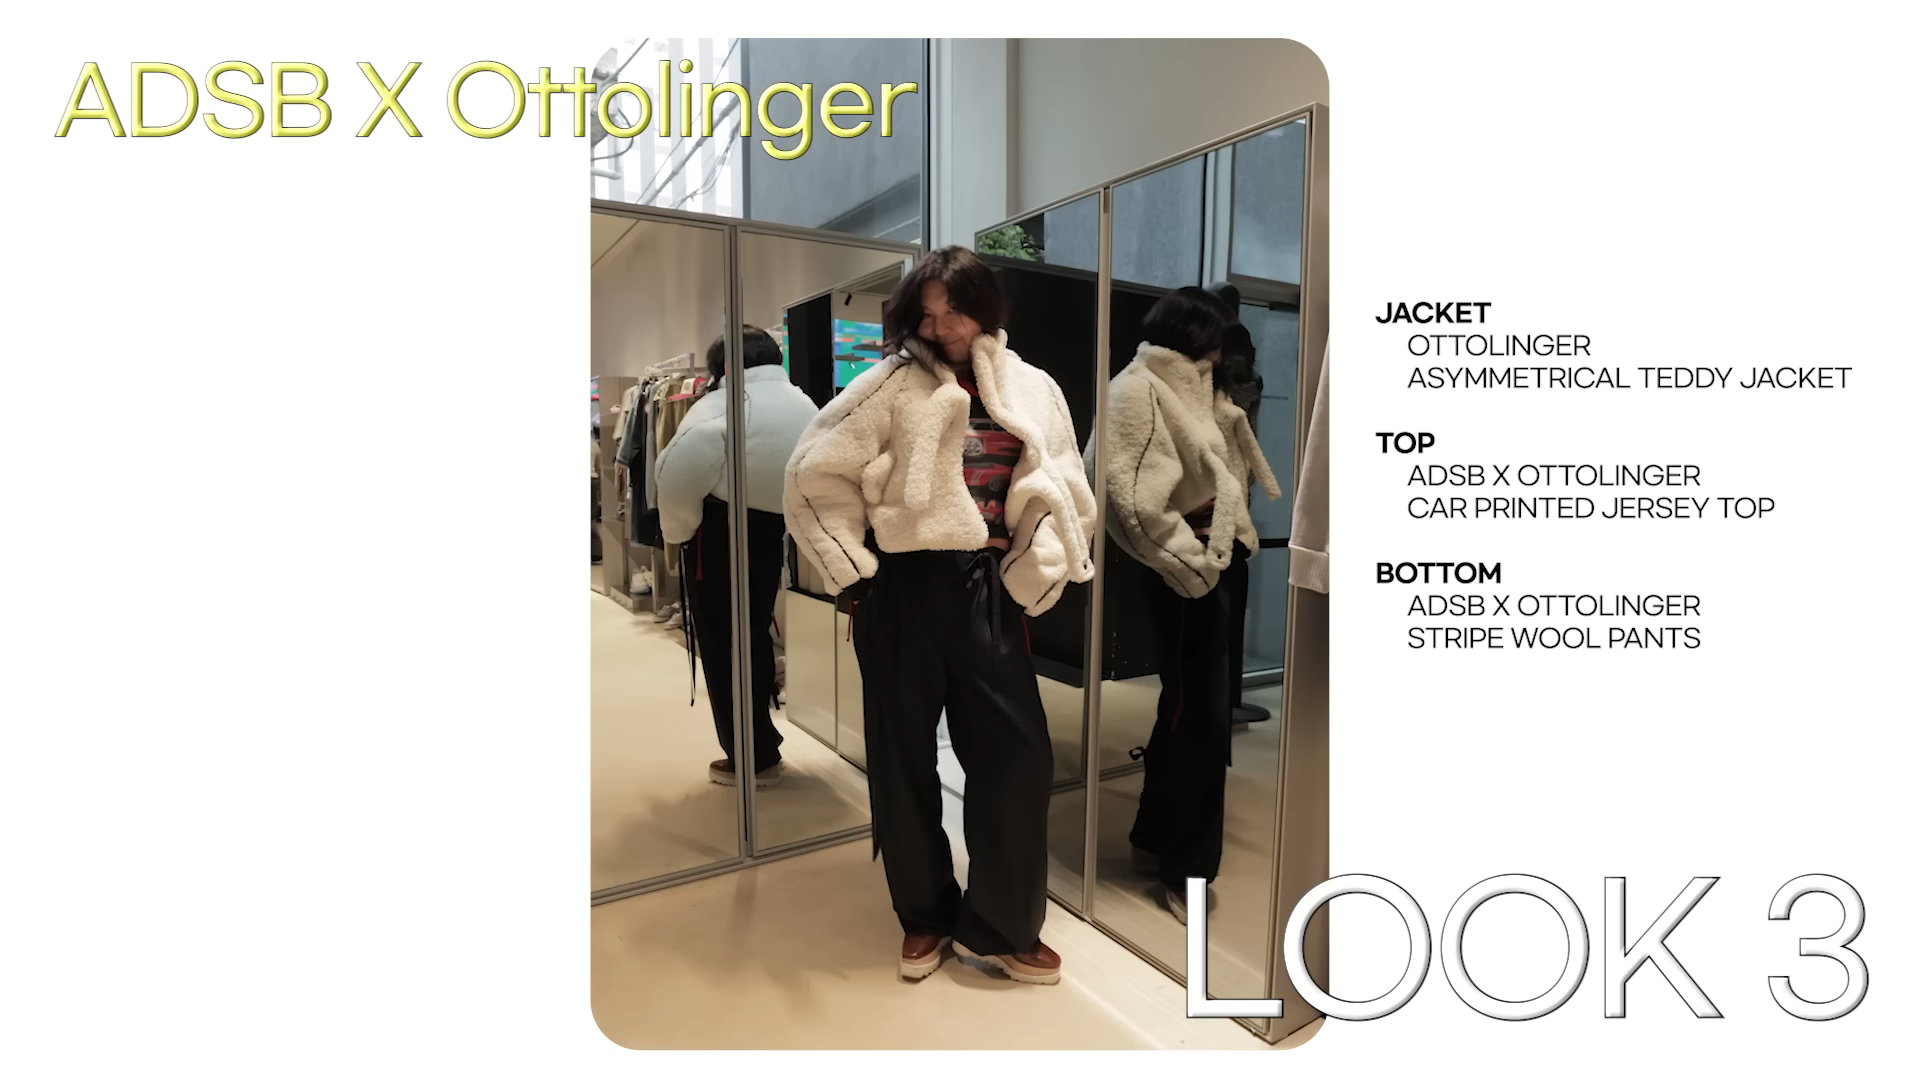 ADSB X Ottolinger
JACKET
OTTOLINGER
ASYMMETRICAL TEDDY JACKET
TOP
ADSB X OTTOLINGER
CAR PRINTED JERSEY TOP
BOTTOM
ADSB X OTTOLINGER
STRIPE WOOL PANTS
LOOK 3